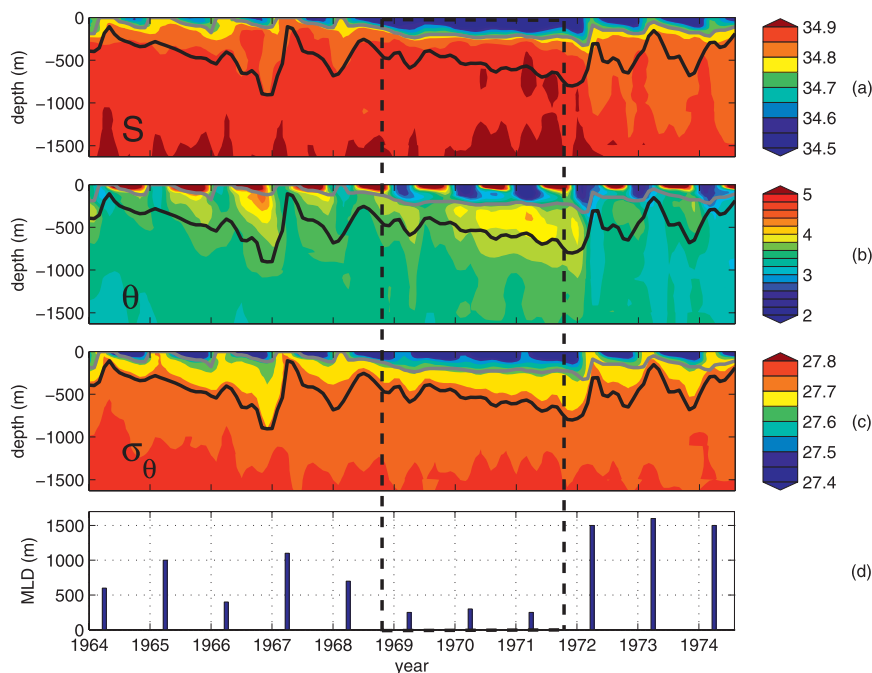 0
−500
−1000
−1500
depth (m)
S
34.9
34.8
34.7
34.6
34.5
(a)
0
−500
−1000
−1500
depth (m)
θ
5
4
3
2
(b)
0
−500
−1000
−1500
depth (m)
σθ
27.8
27.7
27.6
27.5
27.4
(c)
1500
1000
500
0
MLD (m)
(d)
1964 1965 1966 1967 1968 1969 1970 1971 1972 1973 1974
year